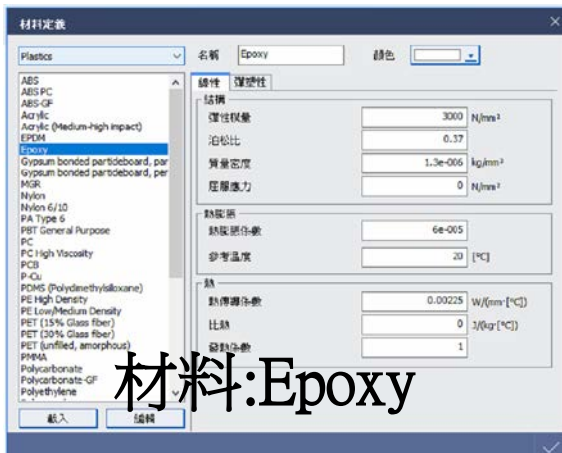 材料定義
Plastics
名稱 Epoxy 顏色
ABS
ABS PC
ABS-GF
Acrylic
Acrylic (Medium-high impact)
EPDM
Epoxy
Gypsum bonded partideboard, par
Gypsum bonded partideboard, per
MGR
Nylon
Nylon 6/10
PA Type 6
PBT General Purpose
PC
PC High Viscosity
PCB
P-Cu
PDMS (Polydimethylsiloxane)
PE High Density
PE Low/Medium Density
PET (15% Glass fiber)
PET (30% Glass fiber)
PET (unfilled, amorphous)
PMMA
Polycarbonate
Polycarbonate-GF
Polyethylene
載入 編輯
線性 彈塑性
結構
彈性模量 3000 N/mm²
泊松比 0.37
質量密度 1.3e-006 kg/mm³
屈服應力 0 N/mm²
熱膨脹
熱膨脹係數 6e-005
參考溫度 20 [°C]
熱
熱傳導係數 0.00225 W/(mm·[°C])
比熱 0 J/(kg·[°C])
發熱係數 1
材料:Epoxy